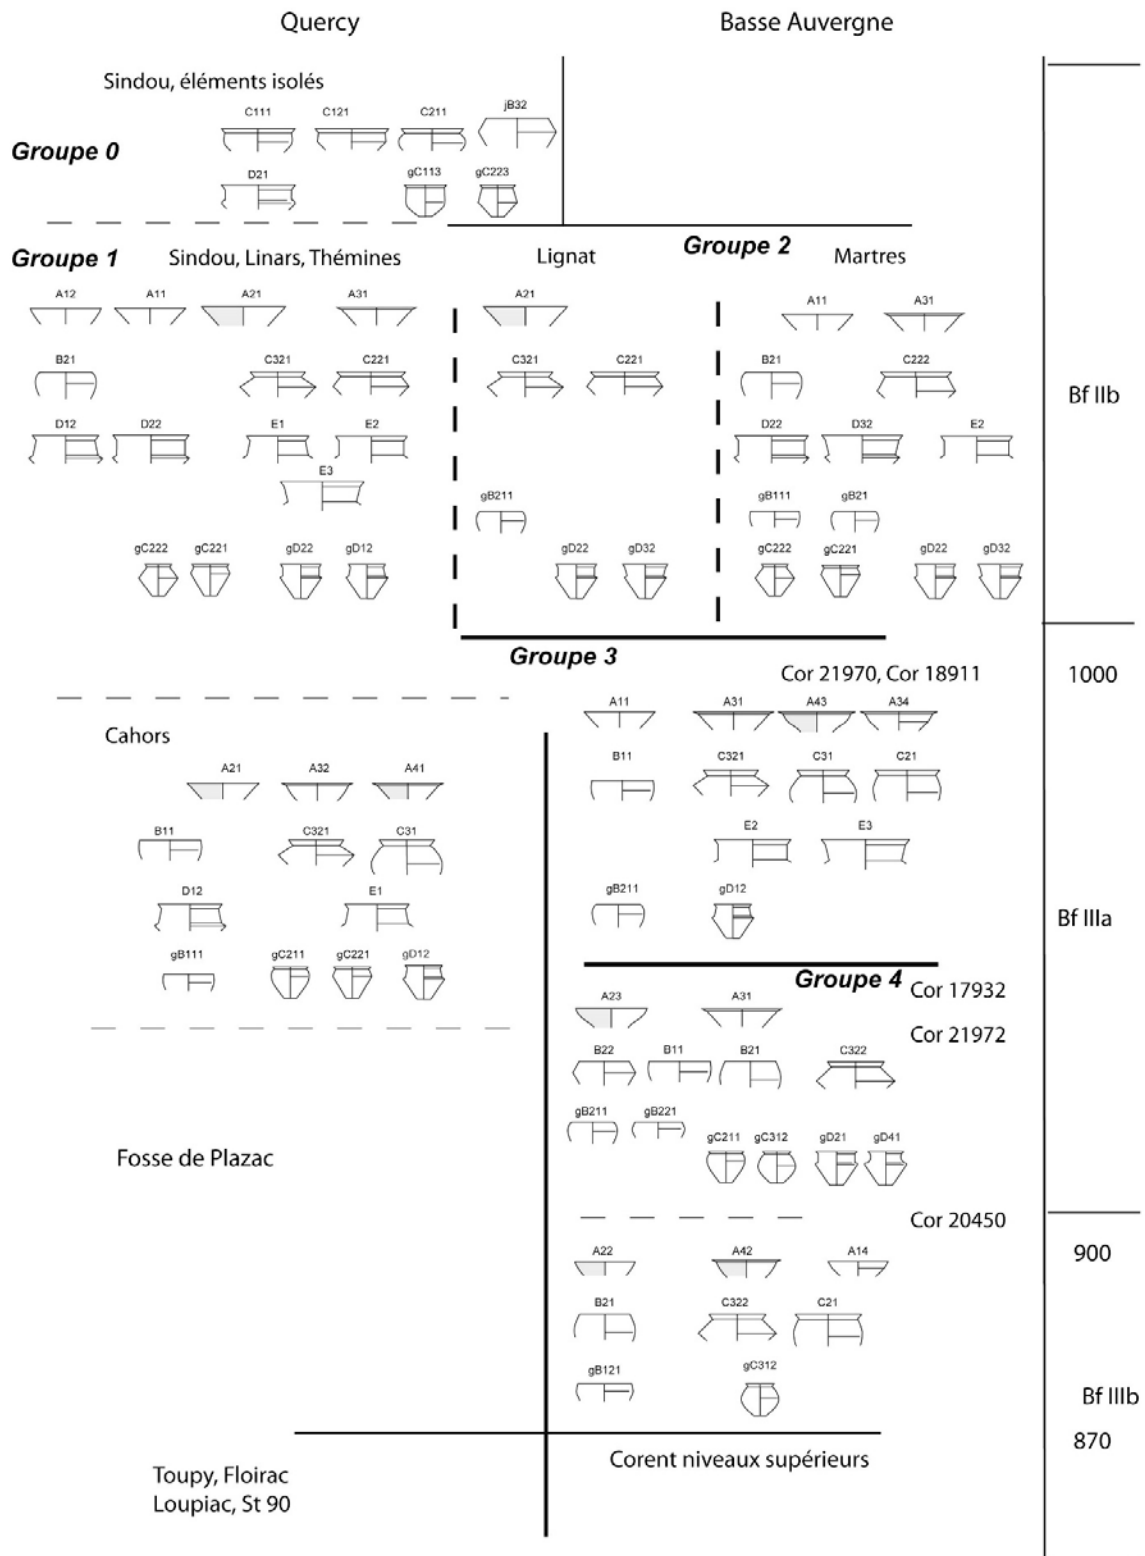 Quercy Basse Auvergne
Sindou, éléments isolés
C111 C121 C211 jB32
Groupe 0
D21 gC113 gC223
Groupe 1 Sindou, Linars, Thémines Lignat Groupe 2 Martres
A12 A11 A21 A31 A21 A11 A31
B21 C321 C221 C321 C221 B21 C222
Bf IIb
D12 D22 E1 E2 D22 D32 E2
E3
gB211 gB111 gB21
gC222 gC221 gD22 gD12 gD22 gD32 gC222 gC221 gD22 gD32
Groupe 3
Cor 21970, Cor 18911 1000
A11 A31 A43 A34
Cahors
B11 C321 C31 C21
A21 A32 A41
E2 E3
B11 C321 C31
D12 E1
gB211 gD12
Bf IIIa
gB111 gC211 gC221 gD12
Groupe 4 Cor 17932
A23 A31
Cor 21972
B22 B11 B21 C322
gB211 gB221
gC211 gC312 gD21 gD41
Fosse de Plazac
Cor 20450
A22 A42 A14
900
B21 C322 C21
gB121 gC312
Bf IIIb
870
Corent niveaux supérieurs
Toupy, Floirac
Loupiac, St 90